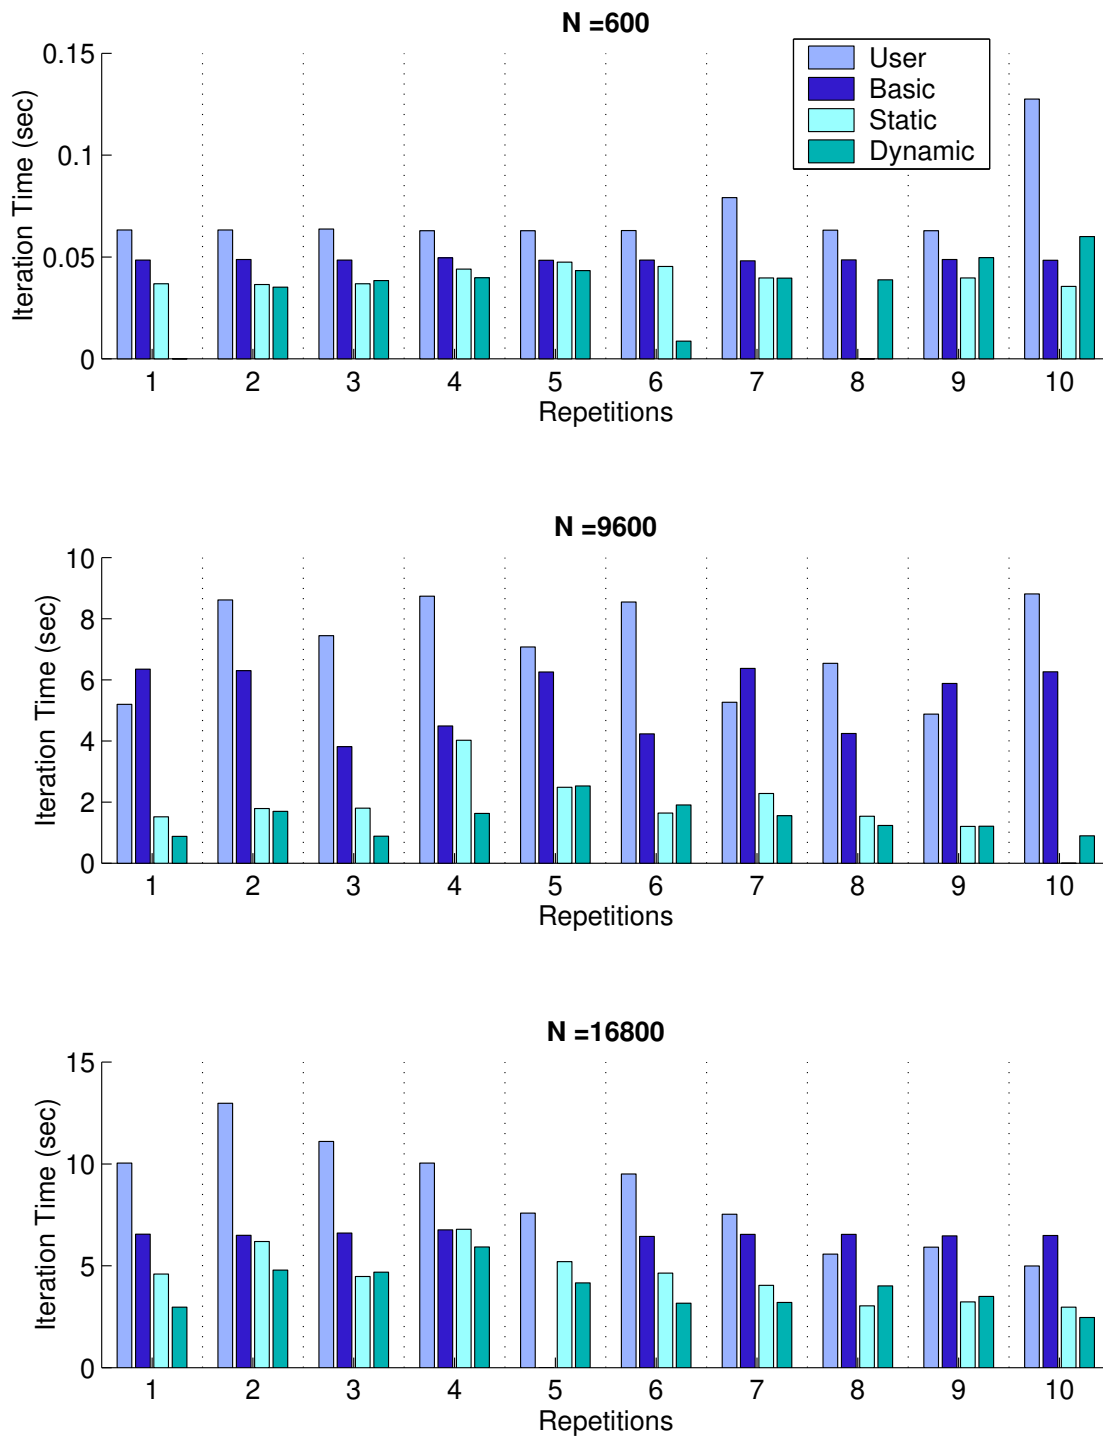 N =600
0.15
0.1
0.05
0
Iteration Time (sec)
User
Basic
Static
Dynamic
1 2 3 4 5 6 7 8 9 10
Repetitions
N =9600
10
8
6
4
2
0
Iteration Time (sec)
1 2 3 4 5 6 7 8 9 10
Repetitions
N =16800
15
10
5
0
Iteration Time (sec)
1 2 3 4 5 6 7 8 9 10
Repetitions